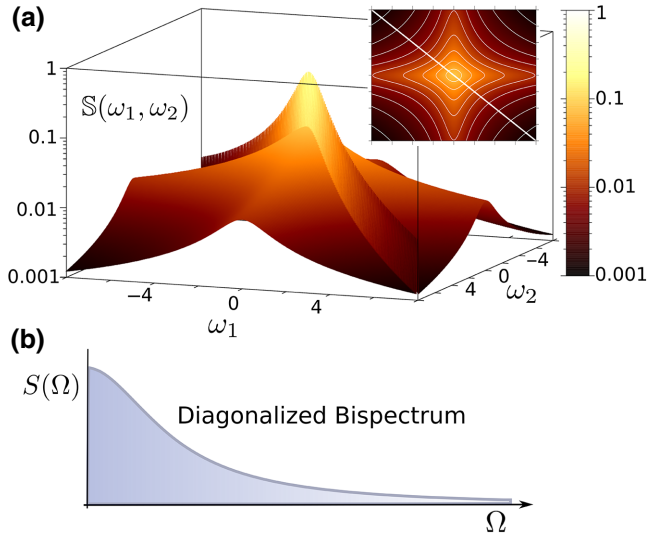 (a)
𝕊(ω₁, ω₂)
1
0.1
0.01
0.001
−4
0
4
ω₁
4
0
−4
ω₂
1
0.1
0.01
0.001
(b)
S(Ω)
Diagonalized Bispectrum
Ω